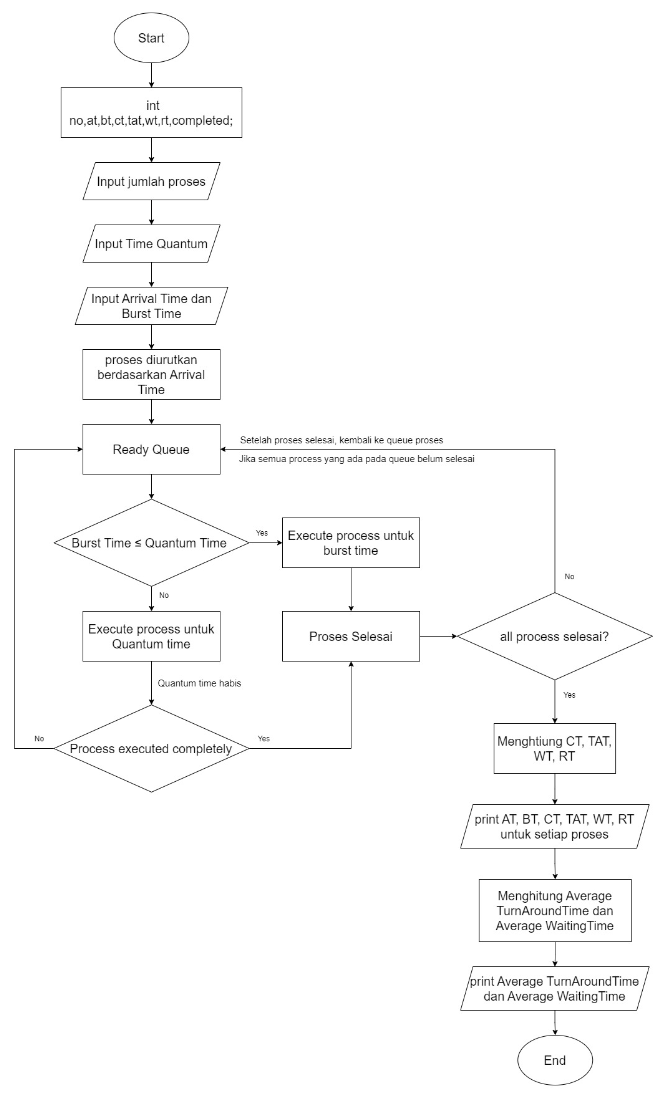 Start
int
no,at,bt,ct,tat,wt,rt,completed;
Input jumlah proses
Input Time Quantum
Input Arrival Time dan
Burst Time
proses diurutkan
berdasarkan Arrival
Time
Ready Queue
Setelah proses selesai, kembali ke queue proses
Jika semua process yang ada pada queue belum selesai
Burst Time ≤ Quantum Time
Yes
Execute process untuk
burst time
No
Execute process untuk
Quantum time
Proses Selesai
all process selesai?
No
Quantum time habis
Process executed completely
No
Yes
Yes
Menghtiung CT, TAT,
WT, RT
print AT, BT, CT, TAT, WT, RT
untuk setiap proses
Menghitung Average
TurnAroundTime dan
Average WaitingTime
print Average TurnAroundTime
dan Average WaitingTime
End